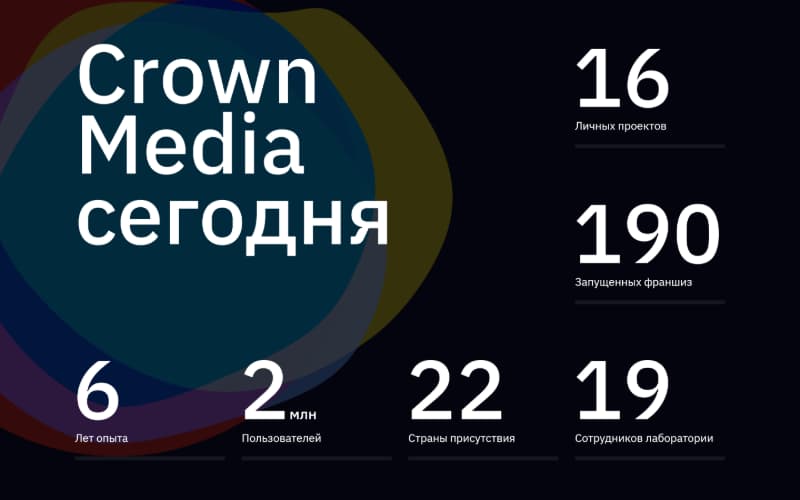 Crown
Media
сегодня
16
Личных проектов
190
Запущенных франшиз
6
Лет опыта
2 млн
Пользователей
22
Страны присутствия
19
Сотрудников лаборатории